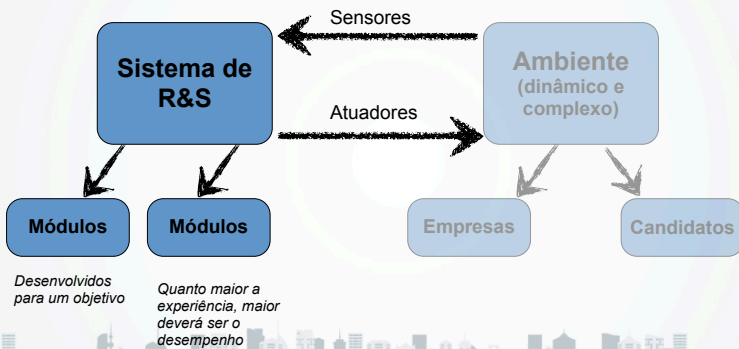 Sensores
Sistema de
R&S
Ambiente
(dinâmico e
complexo)
Atuadores
Módulos
Módulos
Empresas
Candidatos
Desenvolvidos
para um objetivo
Quanto maior a
experiência, maior
deverá ser o
desempenho